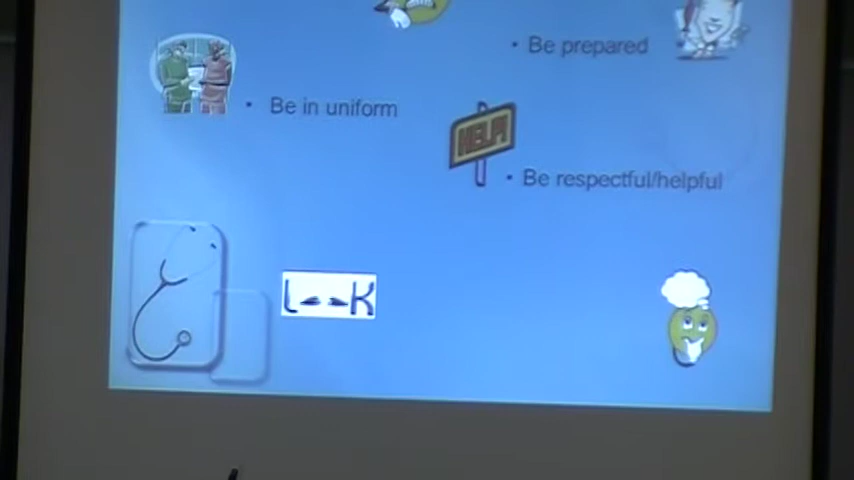 • Be prepared
• Be in uniform
HELP!
• Be respectful/helpful
L K